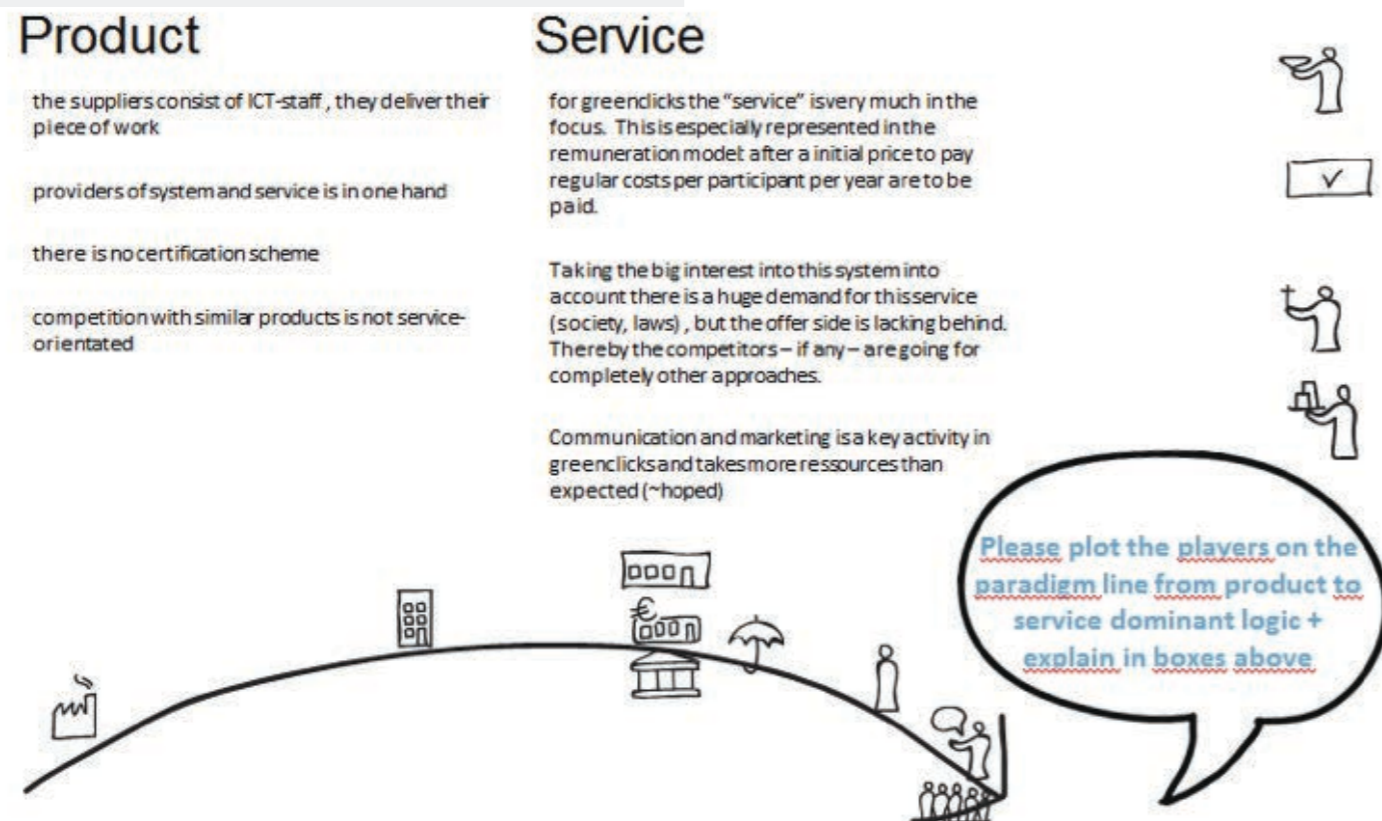 Product
the suppliers consist of ICT-staff , they deliver their
piece of work
providers of system and service is in one hand
there is no certification scheme
competition with similar products is not service-
orientated
Service
for greenclicks the “service” is very much in the
focus. This is especially represented in the
remuneration model: after a initial price to pay
regular costs per participant per year are to be
paid.
Taking the big interest into this system into
account there is a huge demand for this service
(society, laws) , but the offer side is lacking behind.
Thereby the competitors – if any – are going for
completely other approaches.
Communication and marketing is a key activity in
greenclicks and takes more ressources than
expected (~hoped)
Please plot the players on the
paradigm line from product to
service dominant logic +
explain in boxes above
€